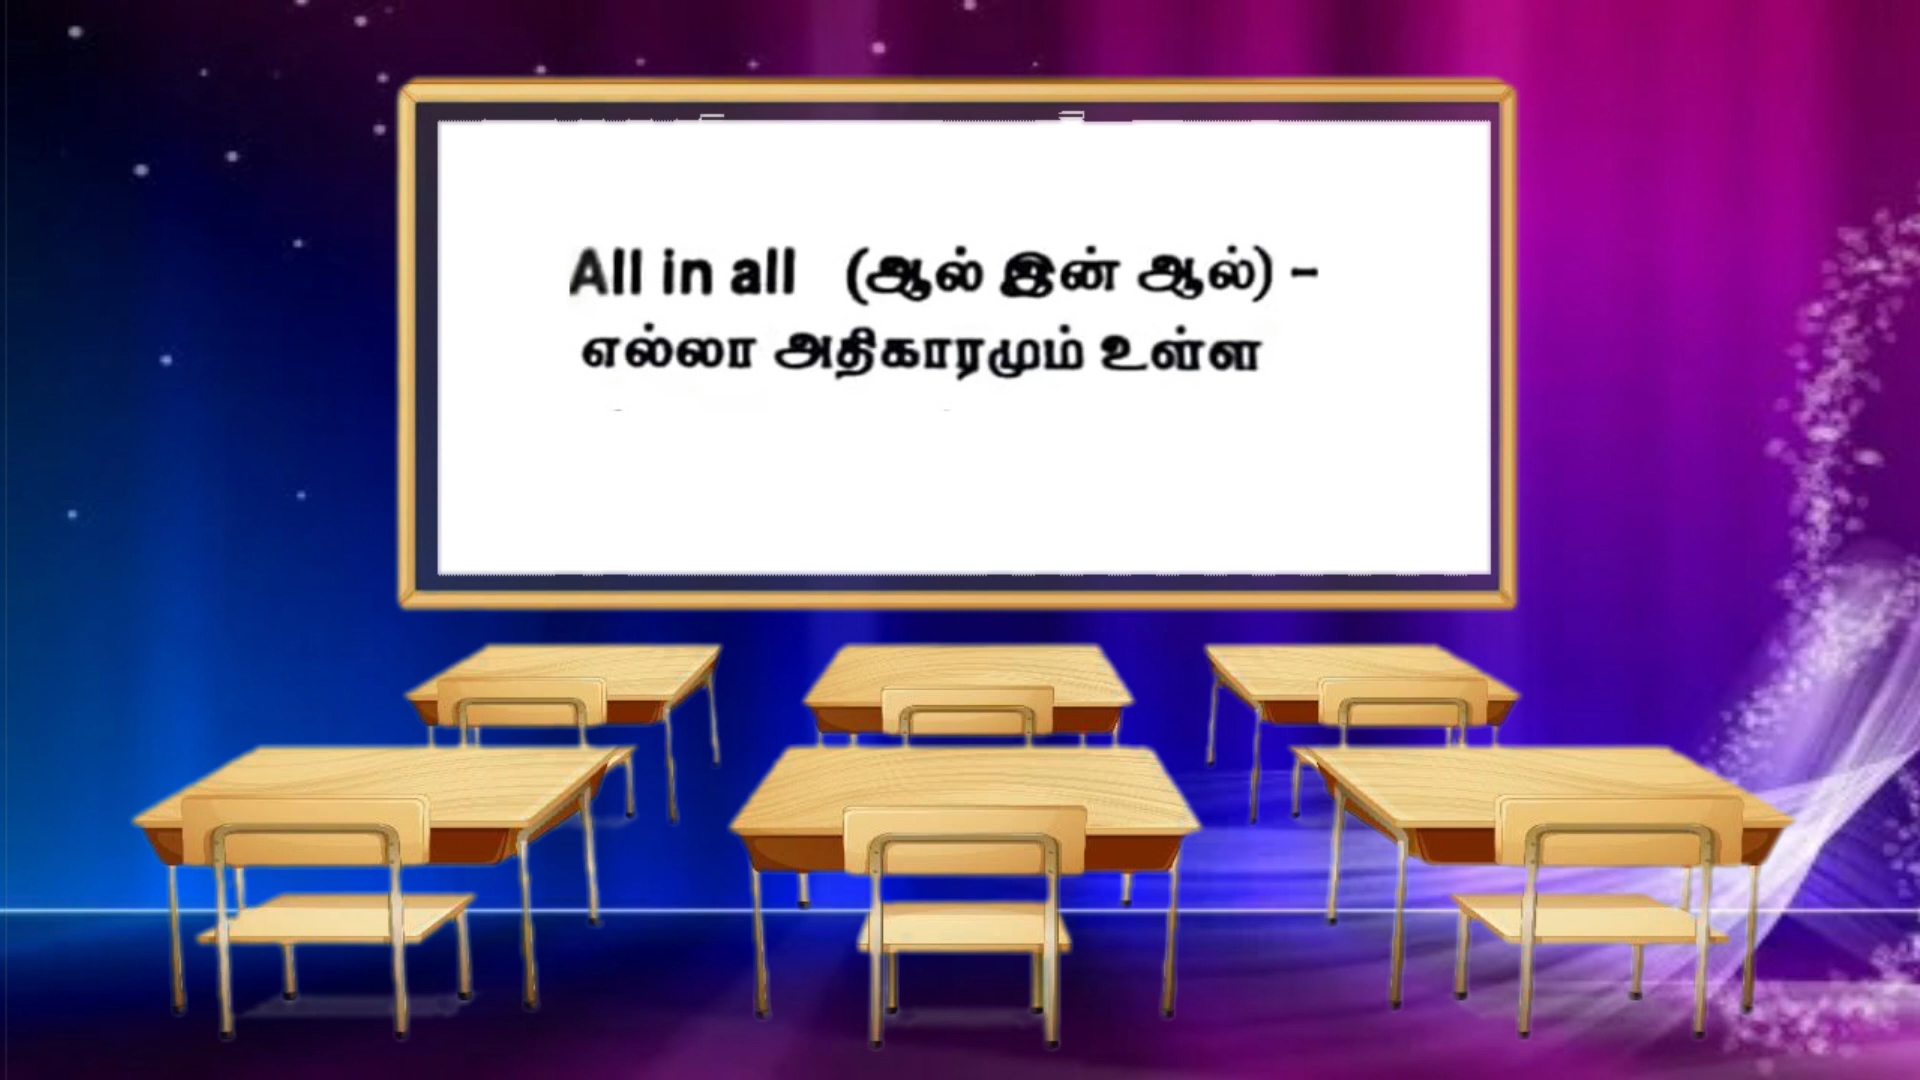 All in all (ஆல் இன் ஆல்) –
எல்லா அதிகாரமும் உள்ள